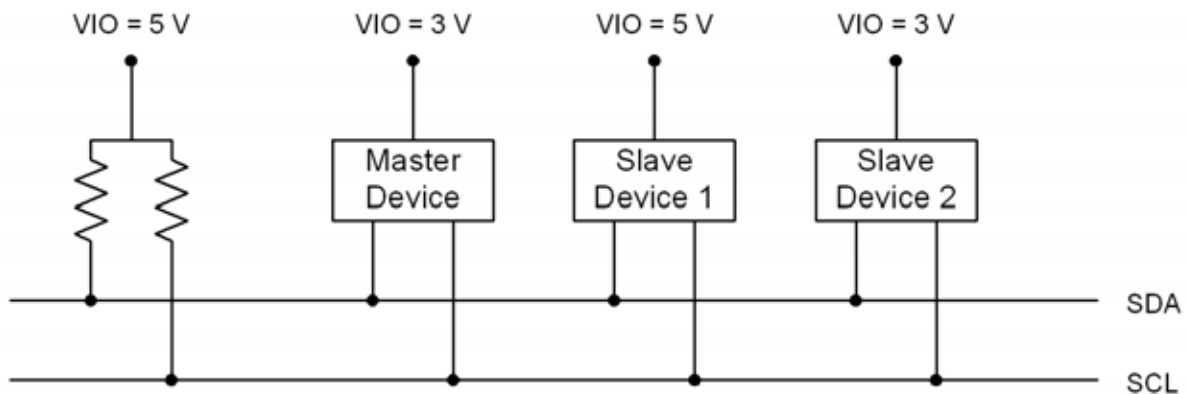 VIO = 5 V
VIO = 3 V
VIO = 5 V
VIO = 3 V
Master
Device
Slave
Device 1
Slave
Device 2
SDA
SCL